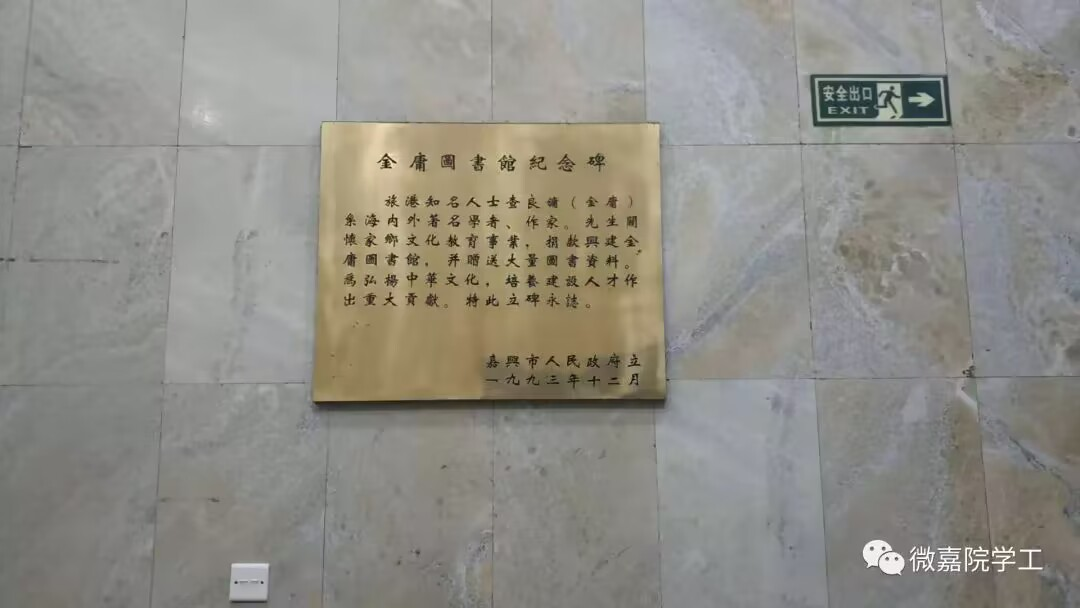 金庸圖書館紀念碑
旅港知名人士查良鏞(金庸)
系海内外著名學者、作家。先生關
懷家鄉文化教育事業,捐款興建金
庸圖書館,并贈送大量圖書資料。
爲弘揚中華文化,培養建設人才作
出重大貢獻。特此立碑永誌。
嘉興市人民政府立
一九九三年十二月
安全出口
EXIT
微嘉院学工